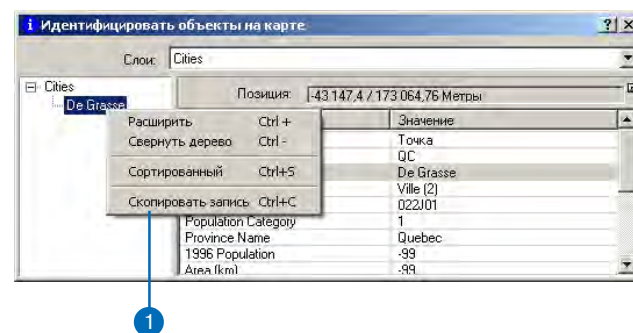 i Идентифицировать объекты на карте ? ×
Слои: Cities
Cities
De Grasse
Позиция: -43 147,4 / 173 064,76 Метры
Значение
Расширить Ctrl +
Свернуть дерево Ctrl -
Сортированный Ctrl+S
Скопировать запись Ctrl+C
Точка
QC
De Grasse
Ville (2)
022J01
Population Category 1
Province Name Quebec
1996 Population -99
Area (km) -99
1